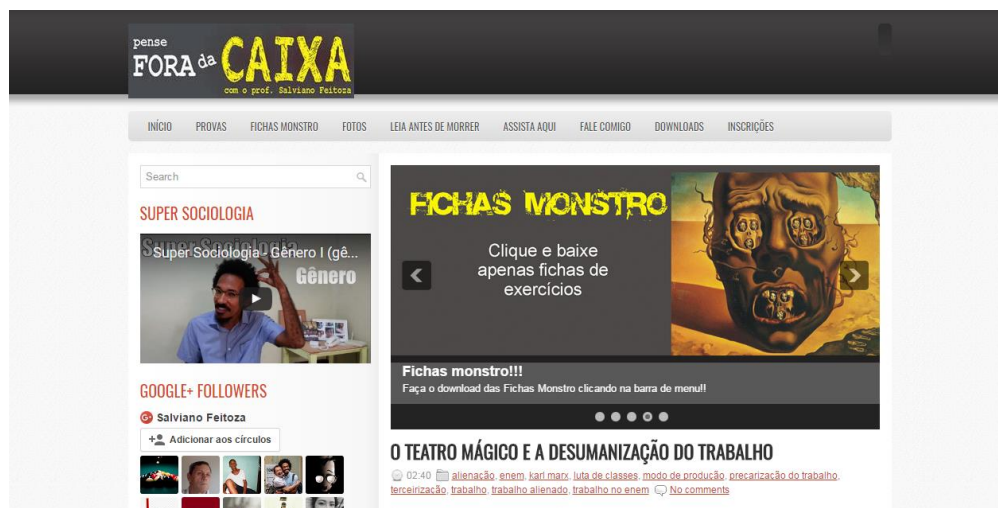 pense
FORA da CAIXA
com o prof. Salviano Feitoza
INÍCIO PROVAS FICHAS MONSTRO FOTOS LEIA ANTES DE MORRER ASSISTA AQUI FALE COMIGO DOWNLOADS INSCRIÇÕES
Search
SUPER SOCIOLOGIA
Super Sociologia
Super Sociologia - Gênero I (gê...
Gênero
GOOGLE+ FOLLOWERS
Salviano Feitoza
Adicionar aos círculos
FICHAS MONSTRO
Clique e baixe
apenas fichas de
exercícios
Fichas monstro!!!
Faça o download das Fichas Monstro clicando na barra de menu!!
O TEATRO MÁGICO E A DESUMANIZAÇÃO DO TRABALHO
02:40 alienação, enem, karl marx, luta de classes, modo de produção, precarização do trabalho,
terceirização, trabalho, trabalho alienado, trabalho no enem No comments